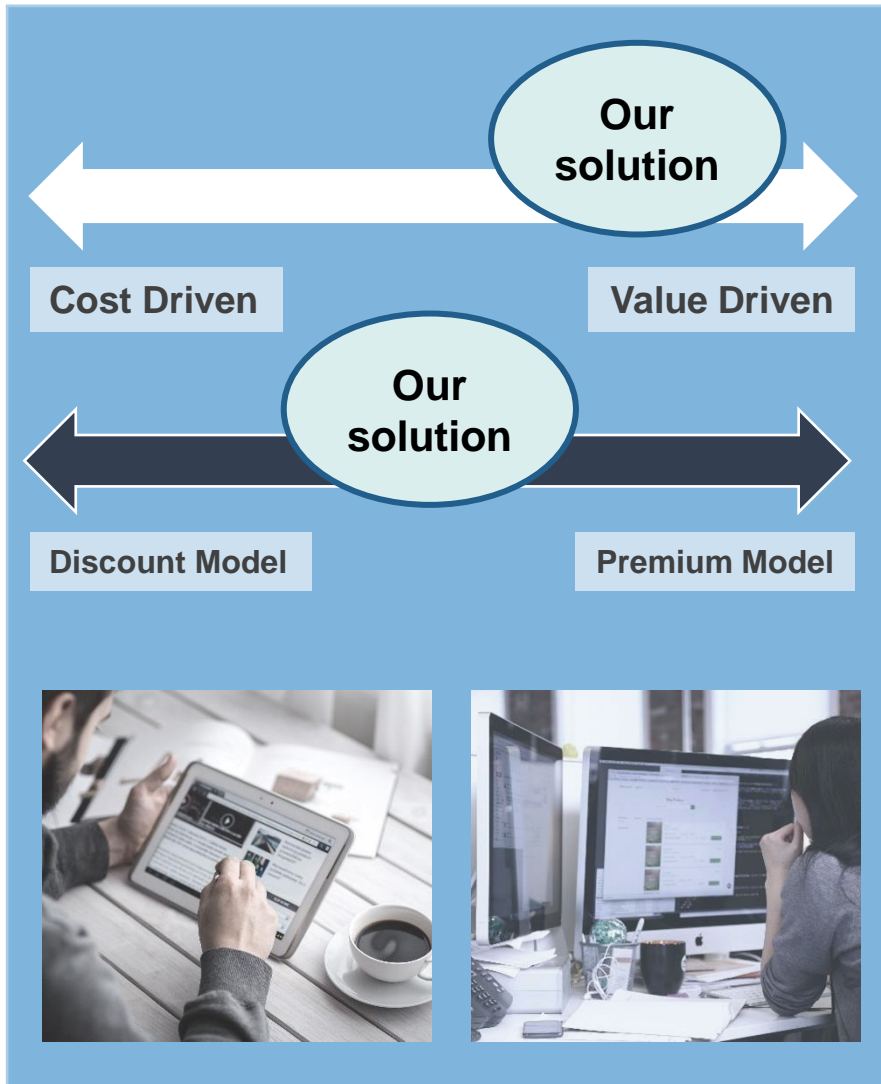 Our
solution
Cost Driven
Value Driven
Our
solution
Discount Model
Premium Model